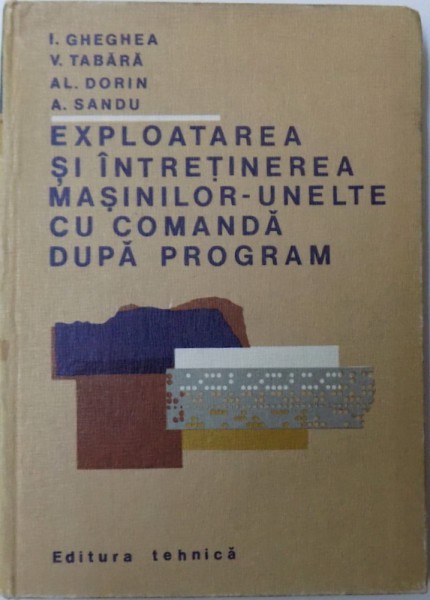 I. GHEGHEA
V. TABĂRĂ
AL. DORIN
A. SANDU
EXPLOATAREA
ȘI ÎNTREȚINEREA
MAȘINILOR-UNELTE
CU COMANDĂ
DUPĂ PROGRAM
Editura tehnică